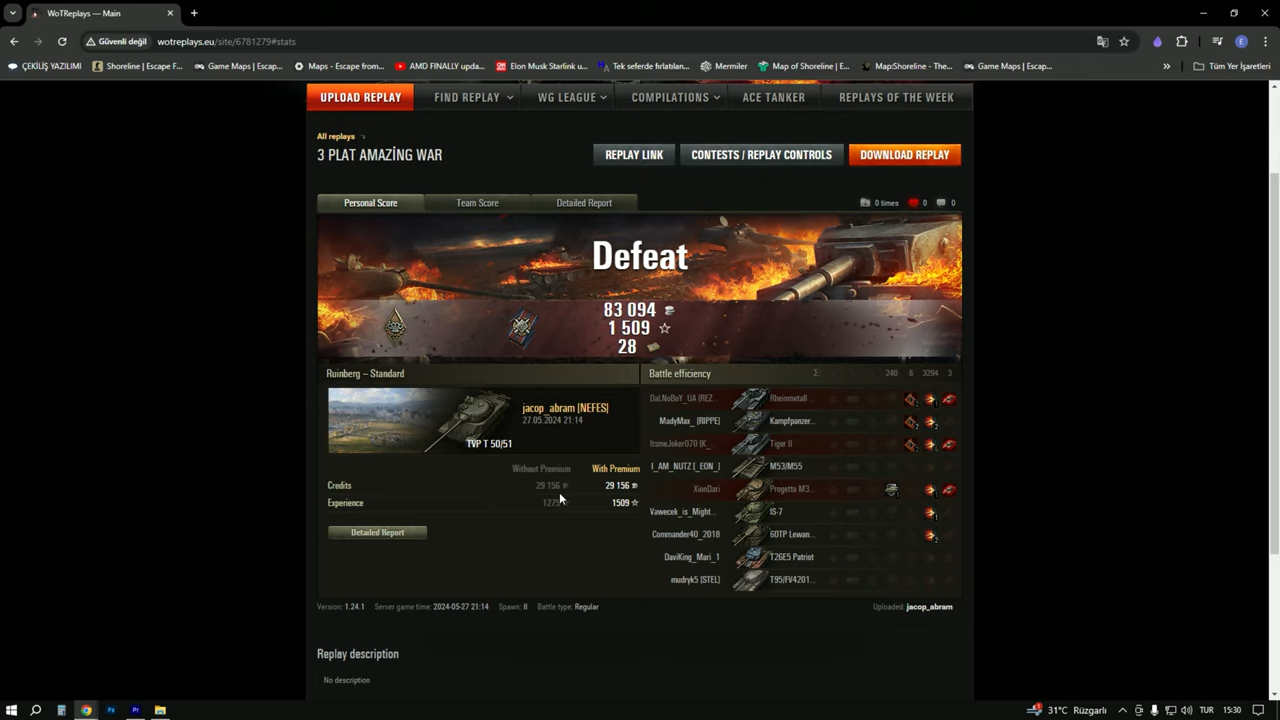 WoTReplays — Main
Güvenli değil
wotreplays.eu/site/6781279#stats
ÇEKİLİŞ YAZILIMI
Shoreline | Escape F...
Game Maps | Escap...
Maps - Escape from...
AMD FINALLY upda...
Elon Musk Starlink u...
Tek seferde fırlatılan...
Mermiler
Map of Shoreline | E...
Map:Shoreline - The...
Game Maps | Escap...
Tüm Yer İşaretleri
UPLOAD REPLAY
FIND REPLAY
WG LEAGUE
COMPILATIONS
ACE TANKER
REPLAYS OF THE WEEK
All replays
3 PLAT AMAZİNG WAR
REPLAY LINK
CONTESTS / REPLAY CONTROLS
DOWNLOAD REPLAY
Personal Score
Team Score
Detailed Report
0 times
0
0
Defeat
83 094
1 509
28
Ruinberg – Standard
Battle efficiency
Σ: - - - 240 6 3294 3
jacop_abram [NEFES]
27.05.2024 21:14
TVP T 50/51
Without Premium With Premium
Credits 29 156 29 156
Experience 1509
Detailed Report
DaLNoBoY_UA [REZ... Rheinmetall ...
MadyMax_ [RIPPE] Kampfpanzer...
ItsmeJoker070 [K_... Tiger II
I_AM_NUTZ [_EON_] M53/M55
XionDari Progetto M3...
Vawecek_is_Might... IS-7
Commander40_2018 60TP Lewan...
DaviKing_Mari_1 T26E5 Patriot
mudryk5 [STEL] T95/FV4201...
Version: 1.24.1 Server game time: 2024-05-27 21:14 Spawn: II Battle type: Regular
Uploaded: jacop_abram
Replay description
No description
31°C Rüzgarlı
TUR
15:30